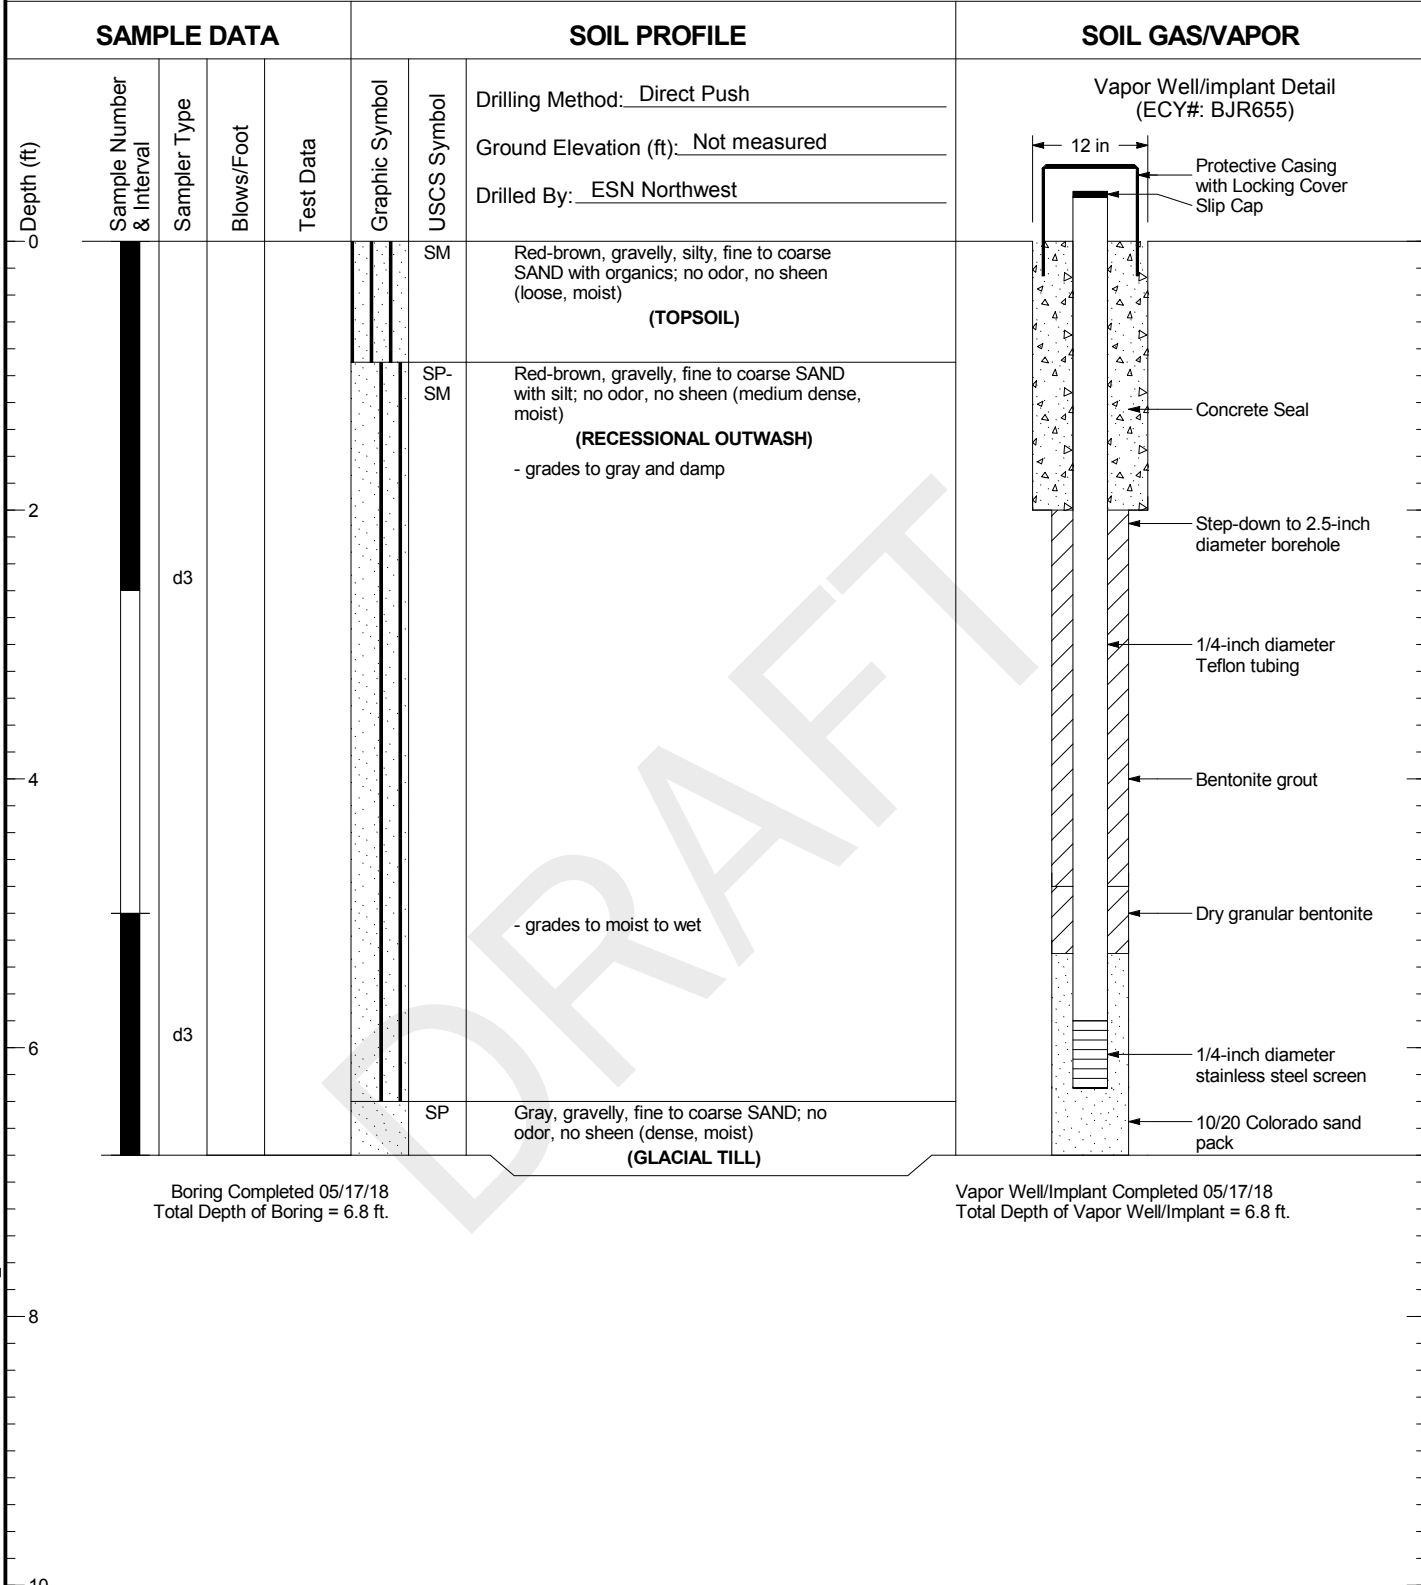 SAMPLE DATA
SOIL PROFILE
SOIL GAS/VAPOR
Depth (ft)
Sample Number
& Interval
Sampler Type
Blows/Foot
Test Data
Graphic Symbol
USCS Symbol
Drilling Method: Direct Push
Ground Elevation (ft): Not measured
Drilled By: ESN Northwest
Vapor Well/implant Detail
(ECY#: BJR655)
12 in
Protective Casing
with Locking Cover
Slip Cap
0
SM
Red-brown, gravelly, silty, fine to coarse
SAND with organics; no odor, no sheen
(loose, moist)
(TOPSOIL)
SP-
SM
Red-brown, gravelly, fine to coarse SAND
with silt; no odor, no sheen (medium dense,
moist)
(RECESSIONAL OUTWASH)
- grades to gray and damp
Concrete Seal
2
Step-down to 2.5-inch
diameter borehole
d3
1/4-inch diameter
Teflon tubing
4
Bentonite grout
- grades to moist to wet
Dry granular bentonite
d3
6
1/4-inch diameter
stainless steel screen
SP
Gray, gravelly, fine to coarse SAND; no
odor, no sheen (dense, moist)
(GLACIAL TILL)
10/20 Colorado sand
pack
Boring Completed 05/17/18
Total Depth of Boring = 6.8 ft.
Vapor Well/Implant Completed 05/17/18
Total Depth of Vapor Well/Implant = 6.8 ft.
8
10
DRAFT